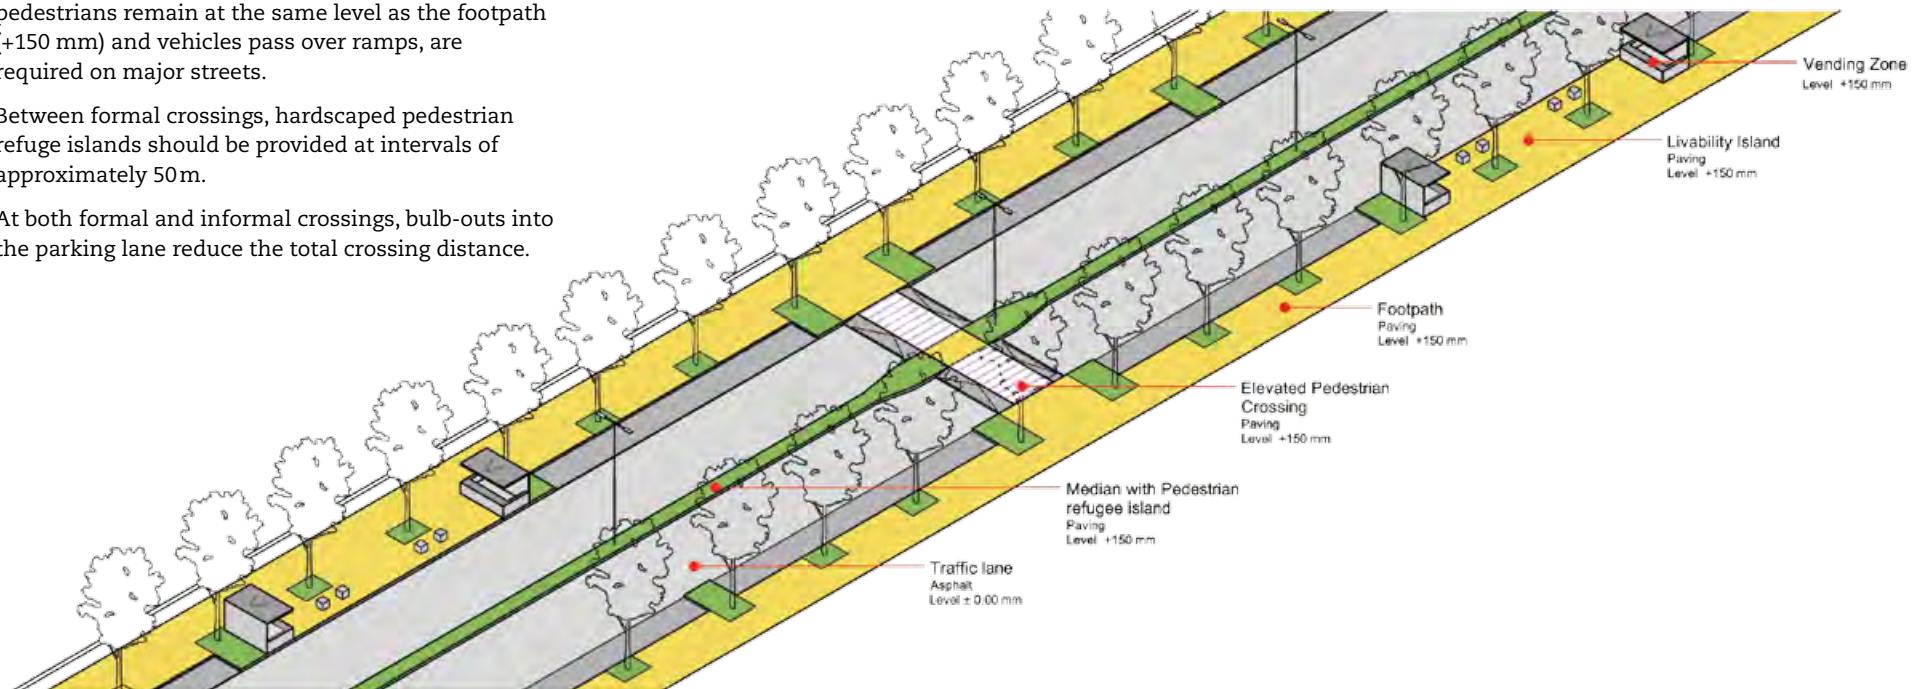 pedestrians remain at the same level as the footpath
(+150 mm) and vehicles pass over ramps, are
required on major streets.
Between formal crossings, hardscaped pedestrian
refuge islands should be provided at intervals of
approximately 50 m.
At both formal and informal crossings, bulb-outs into
the parking lane reduce the total crossing distance.
Vending Zone
Level +150 mm
Livability Island
Paving
Level +150 mm
Footpath
Paving
Level +150 mm
Elevated Pedestrian
Crossing
Paving
Level +150 mm
Median with Pedestrian
refugee island
Paving
Level +150 mm
Traffic lane
Asphalt
Level ± 0.00 mm